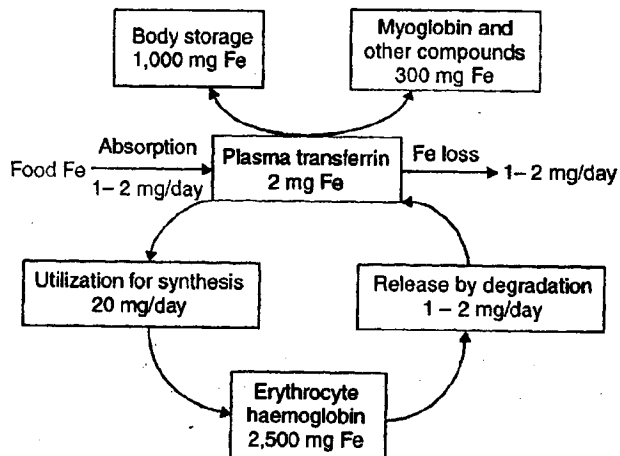 Body storage
1,000 mg Fe
Myoglobin and
other compounds
300 mg Fe
Absorption
Food Fe
1– 2 mg/day
Plasma transferrin
2 mg Fe
Fe loss
1– 2 mg/day
Utilization for synthesis
20 mg/day
Release by degradation
1 – 2 mg/day
Erythrocyte
haemoglobin
2,500 mg Fe